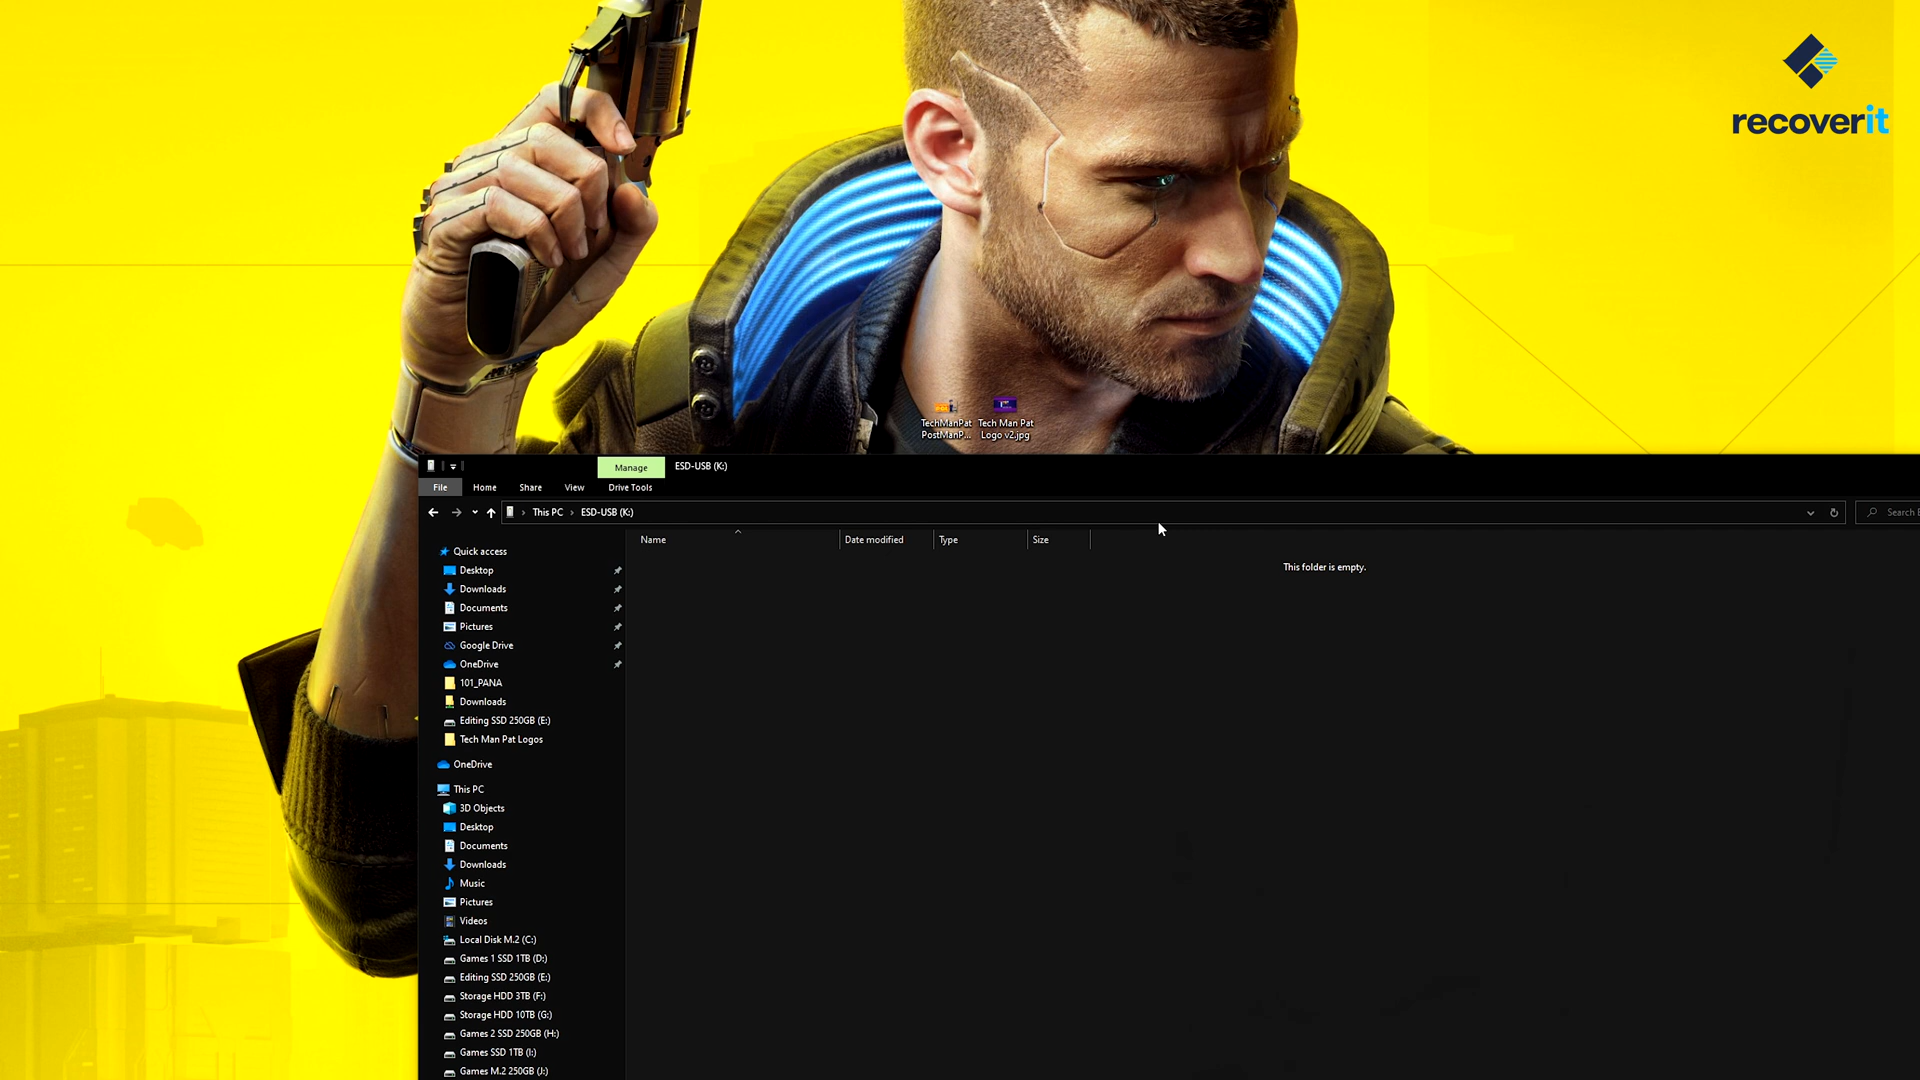 recoverit
TechManPat
PostManP...
Tech Man Pat
Logo v2.jpg
Manage
ESD-USB (K:)
File
Home
Share
View
Drive Tools
This PC
ESD-USB (K:)
Search
Name
Date modified
Type
Size
This folder is empty.
Quick access
Desktop
Downloads
Documents
Pictures
Google Drive
OneDrive
101_PANA
Downloads
Editing SSD 250GB (E:)
Tech Man Pat Logos
OneDrive
This PC
3D Objects
Desktop
Documents
Downloads
Music
Pictures
Videos
Local Disk M.2 (C:)
Games 1 SSD 1TB (D:)
Editing SSD 250GB (E:)
Storage HDD 3TB (F:)
Storage HDD 10TB (G:)
Games 2 SSD 250GB (H:)
Games SSD 1TB (I:)
Games M.2 250GB (J:)